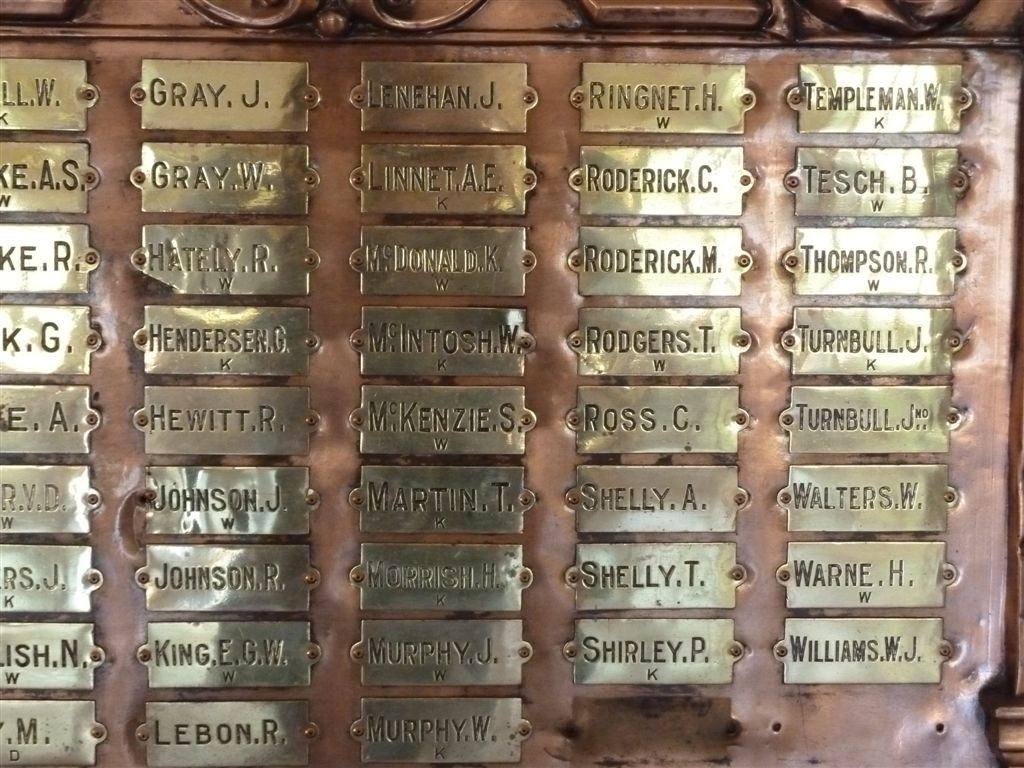 LL.W.
K
KE.A.S.
W
KE.R.
K.G.
E.A.
R.V.D.
W
RS.J.
K
LISH.N.
W
Y.M.
D
GRAY.J.
GRAY.W.
K
HATELY.R.
W
HENDERSEN.G.
K
HEWITT.R.
JOHNSON.J.
W
JOHNSON.R.
KING.E.G.W.
W
LEBON.R.
LENEHAN.J.
LINNET.A.E.
K
McDONALD.K.
W
McINTOSH.W.
K
McKENZIE.S.
W
MARTIN.T.
K
MORRISH.H.
K
MURPHY.J.
W
MURPHY.W.
K
RINGNET.H.
W
RODERICK.C.
RODERICK.M.
RODGERS.T.
W
ROSS.C.
SHELLY.A.
SHELLY.T.
SHIRLEY.P.
K
TEMPLEMAN.W.
K
TESCH.B.
W
THOMPSON.R.
W
TURNBULL.J.
K
TURNBULL.JNO
WALTERS.W.
WARNE.H.
W
WILLIAMS.W.J.